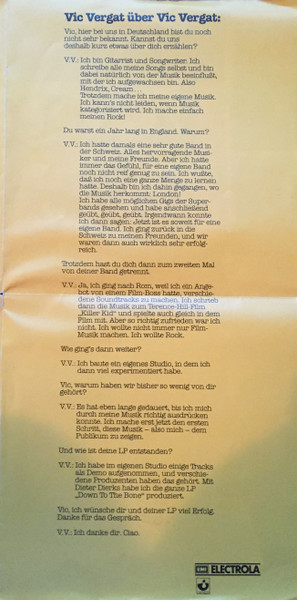 Vic Vergat über Vic Vergat:
Vic, hier bei uns in Deutschland bist du noch
nicht sehr bekannt. Kannst du uns
deshalb kurz etwas über dich erzählen?
V.V.: Ich bin Gitarrist und Songwriter. Ich
schreibe alle meine Songs selbst und bin
dabei natürlich von der Musik beeinflußt,
mit der ich aufgewachsen bin. Also
Hendrix, Cream...
Trotzdem mache ich meine eigene Musik.
Ich kann's nicht leiden, wenn Musik
kategorisiert wird. Ich mache einfach
meinen Rock!
Du warst ein Jahr lang in England. Warum?
V.V.: Ich hatte damals eine sehr gute Band in
der Schweiz. Alles hervorragende Musi-
ker und meine Freunde. Aber ich hatte
immer das Gefühl, für eine eigene Band
noch nicht reif genug zu sein. Ich wußte,
daß ich noch eine ganze Menge zu lernen
hatte. Deshalb bin ich dahin gegangen, wo
die Musik herkommt: London!
Ich habe alle möglichen Gigs der Super-
bands gesehen und habe anschließend
geübt, geübt, geübt. Irgendwann konnte
ich dann sagen: Jetzt ist es soweit für eine
eigene Band. Ich ging zurück in die
Schweiz zu meinen Freunden, und wir
waren dann auch wirklich sehr erfolg-
reich.
Trotzdem hast du dich dann zum zweiten Mal
von deiner Band getrennt.
V.V.: Ja, ich ging nach Rom, weil ich ein Ange-
bot von einem Film-Boss hatte, verschie-
dene Soundtracks zu machen. Ich schrieb
dann die Musik zum Terence-Hill-Film
„Killer Kid“ und spielte auch gleich in dem
Film mit. Aber so richtig zufrieden war ich
nicht. Ich wollte nicht immer nur Film-
Musik machen. Ich wollte Rock.
Wie ging's dann weiter?
V.V.: Ich baute ein eigenes Studio, in dem ich
dann viel experimentiert habe.
Vic, warum haben wir bisher so wenig von dir
gehört?
V.V.: Es hat eben lange gedauert, bis ich mich
durch meine Musik richtig ausdrücken
konnte. Ich mache erst jetzt den ersten
Schritt, diese Musik – also mich – dem
Publikum zu zeigen.
Und wie ist deine LP entstanden?
V.V.: Ich habe im eigenen Studio einige Tracks
als Demo aufgenommen, und verschie-
dene Produzenten haben das gehört. Mit
Dieter Dierks habe ich die ganze LP
„Down To The Bone“ produziert.
Vic, ich wünsche dir und deiner LP viel Erfolg.
Danke für das Gespräch.
V.V.: Ich danke dir. Ciao.
EMI ELECTROLA